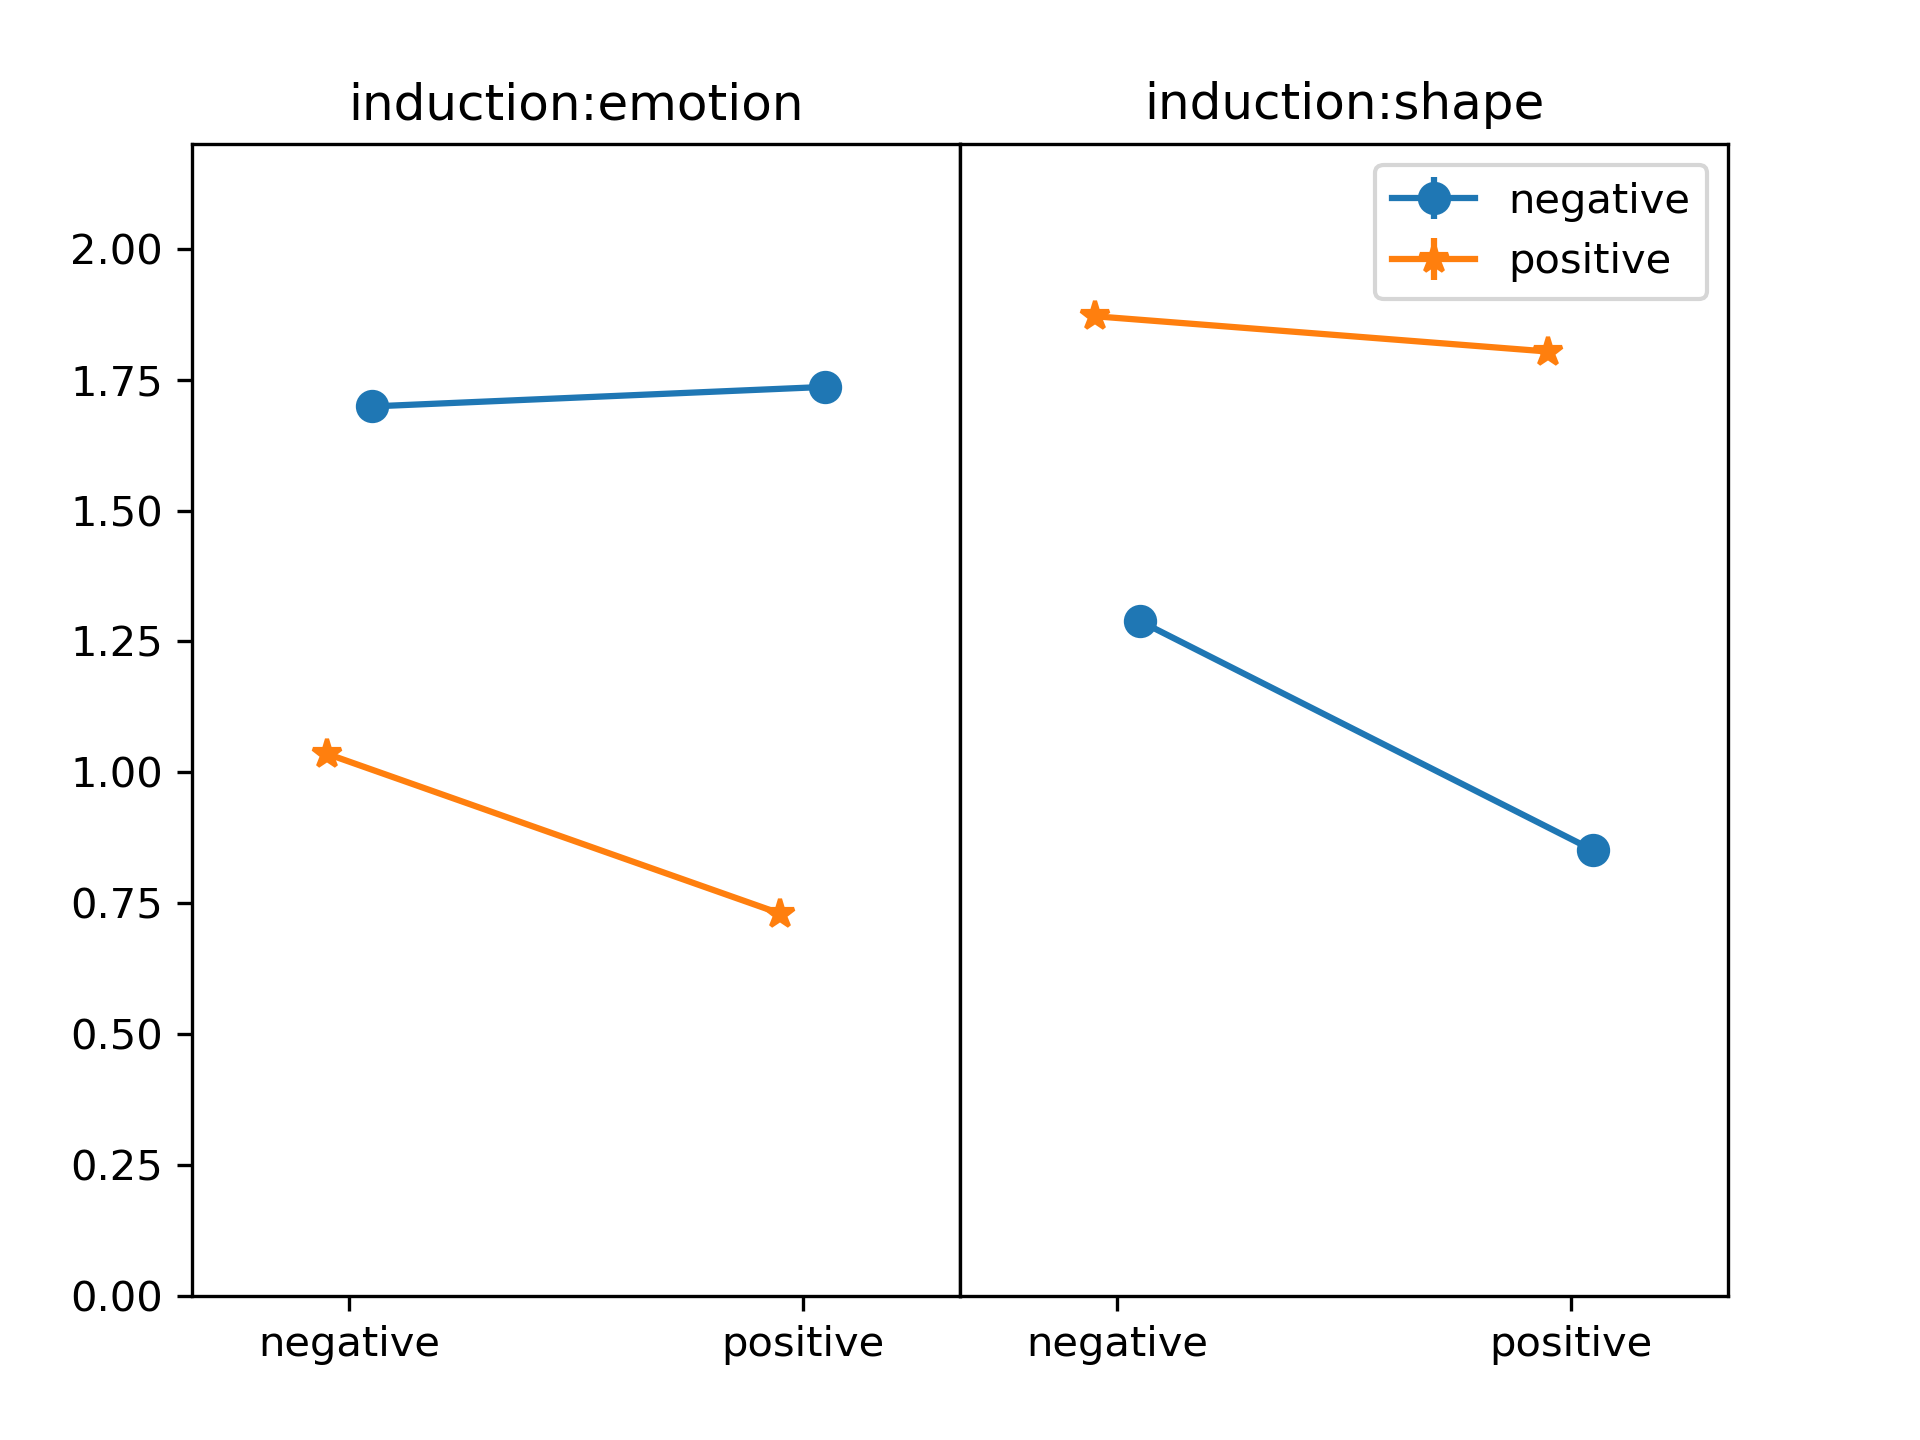 induction:emotion
induction:shape
negative
positive
2.00
1.75
1.50
1.25
1.00
0.75
0.50
0.25
0.00
negative
positive
negative
positive